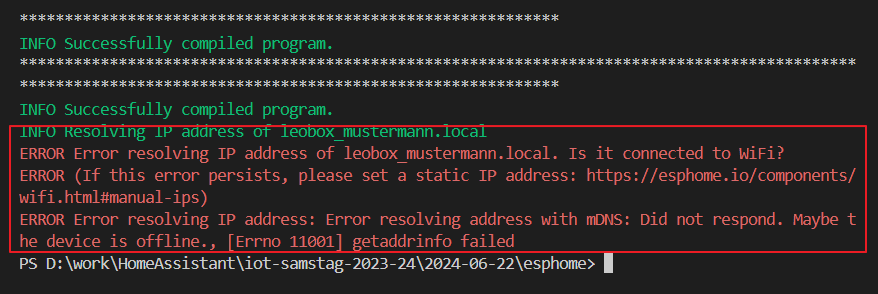 ************************************************************
INFO Successfully compiled program.
*********************************************************************************************
************************************************************
INFO Successfully compiled program.
INFO Resolving IP address of leobox_mustermann.local
ERROR Error resolving IP address of leobox_mustermann.local. Is it connected to WiFi?
ERROR (If this error persists, please set a static IP address: https://esphome.io/components/
wifi.html#manual-ips)
ERROR Error resolving IP address: Error resolving address with mDNS: Did not respond. Maybe t
he device is offline., [Errno 11001] getaddrinfo failed
PS D:\work\HomeAssistant\iot-samstag-2023-24\2024-06-22\esphome>